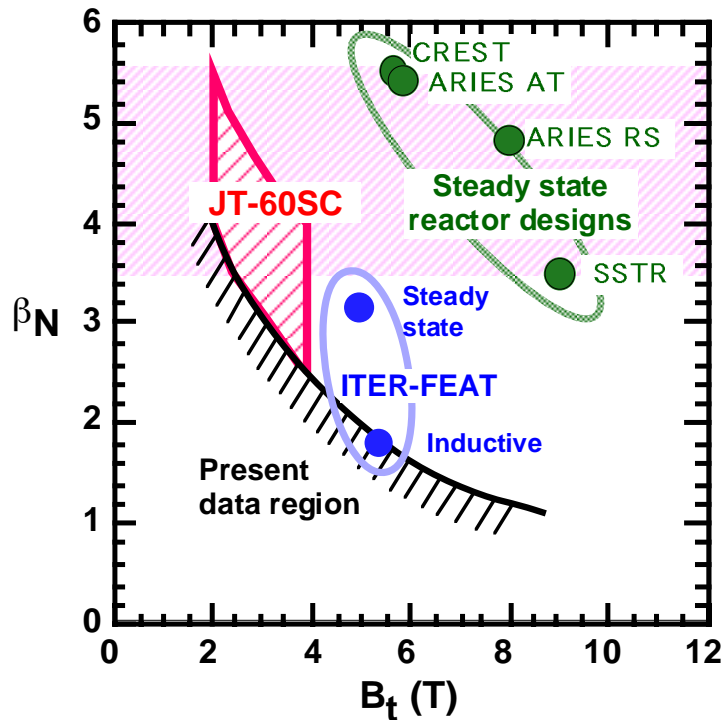 6
5
4
3
2
1
0
βN
CREST
ARIES AT
ARIES RS
Steady state
reactor designs
SSTR
JT-60SC
Steady
state
ITER-FEAT
Inductive
Present
data region
0
2
4
6
8
10
12
Bt (T)